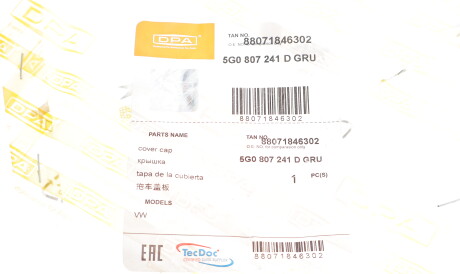 DPA
TAN NO.
88071846302
5G0 807 241 D GRU
88071846302
PARTS NAME
TAN NO.
88071846302
cover cap
5G0 807 241 D GRU
крышка
tapa de la cubierta
1 PC(S)
拖车盖板
MODELS
VW
EAC
TecDoc
88071846302